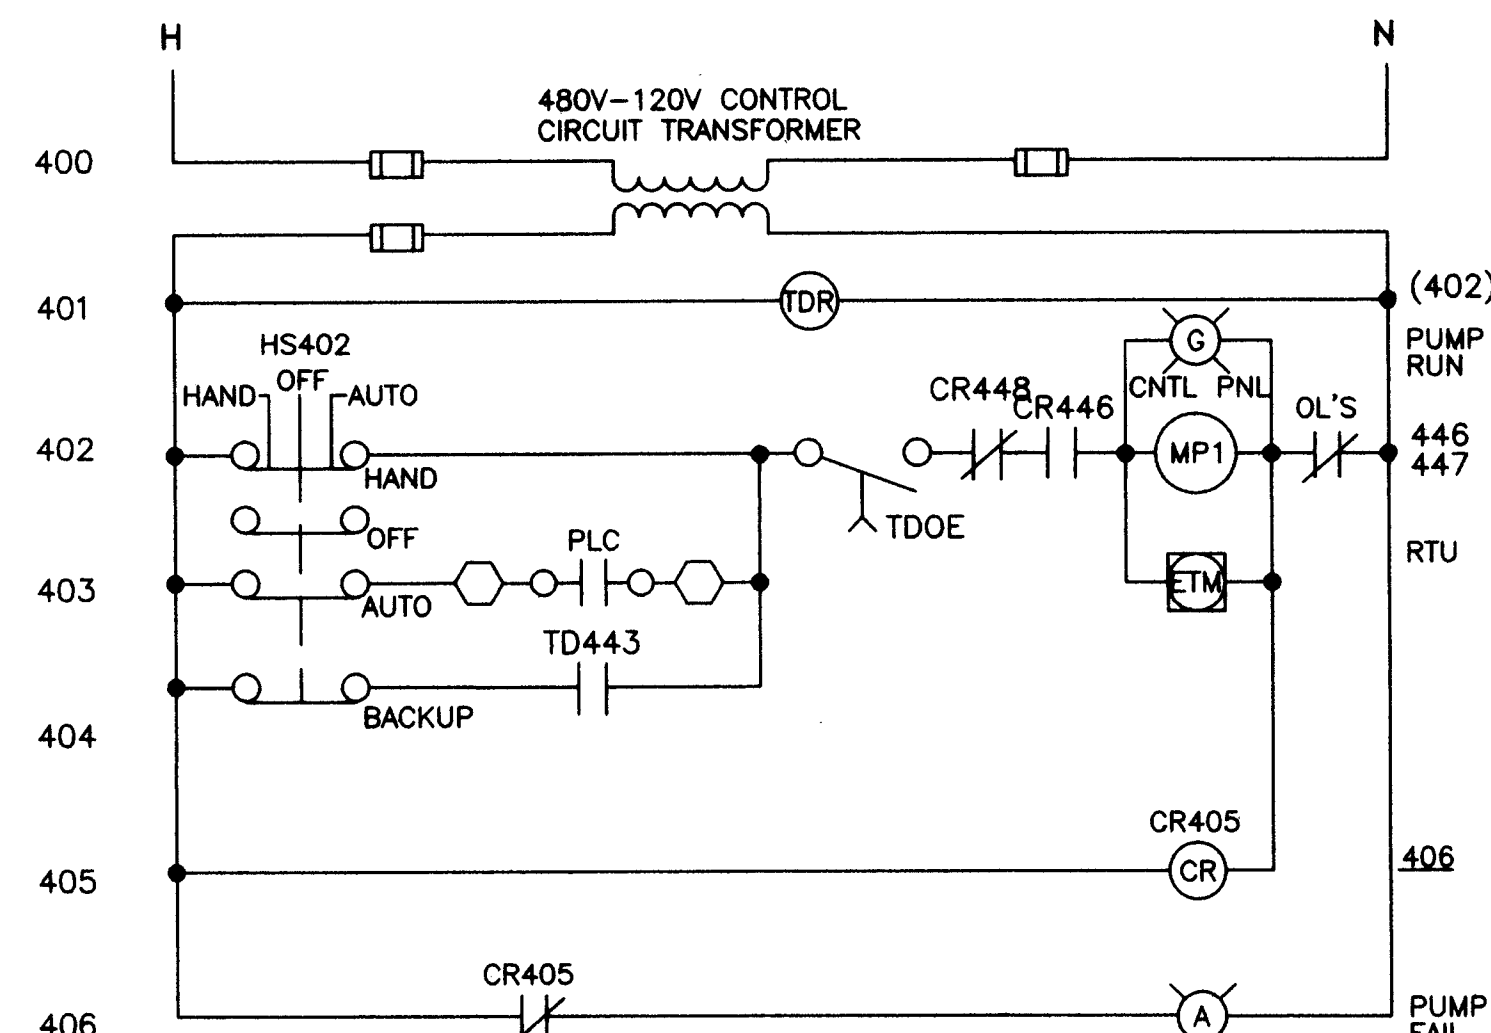 H
N
480V-120V CONTROL
CIRCUIT TRANSFORMER
400
401
TDR
(402)
HS402
HAND
OFF
AUTO
G
PUMP
RUN
CNTL PNL
CR448
CR446
OL'S
402
HAND
MP1
446
447
OFF
TDOE
PLC
403
AUTO
ETM
RTU
TD443
BACKUP
404
CR405
405
CR
406
CR405
406
A
PUMP
FAIL